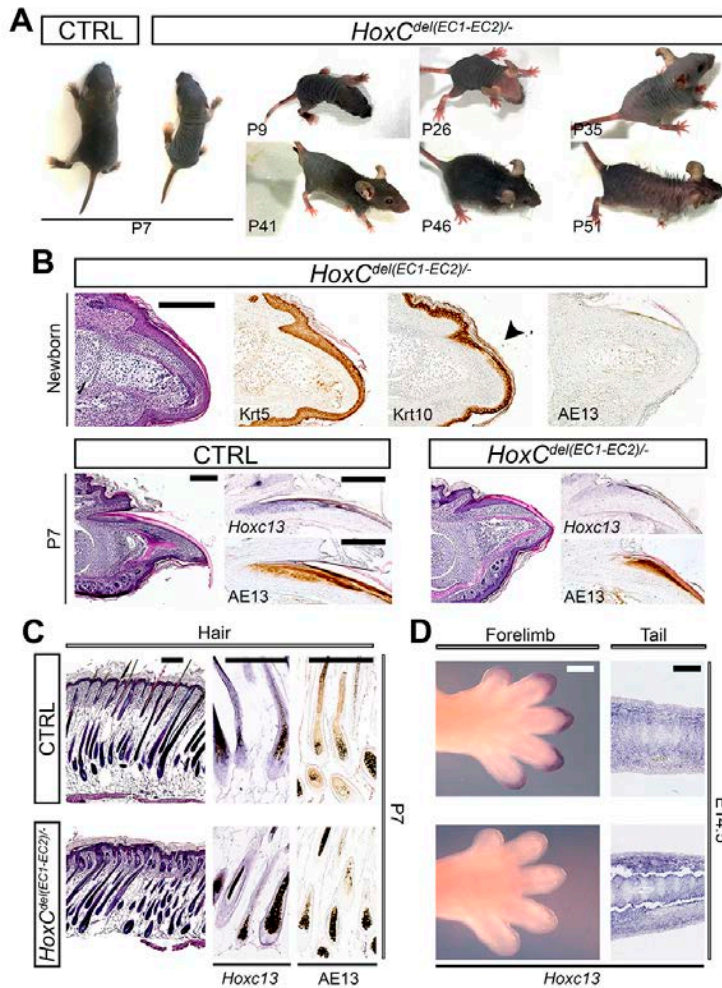 A
CTRL
HoxC^del(EC1-EC2)/-
P7
P9
P26
P35
P41
P46
P51
B
HoxC^del(EC1-EC2)/-
Newborn
Krt5
Krt10
AE13
CTRL
HoxC^del(EC1-EC2)/-
P7
Hoxc13
AE13
Hoxc13
AE13
C
Hair
CTRL
HoxC^del(EC1-EC2)/-
P7
Hoxc13
AE13
D
Forelimb
Tail
E14.5
Hoxc13